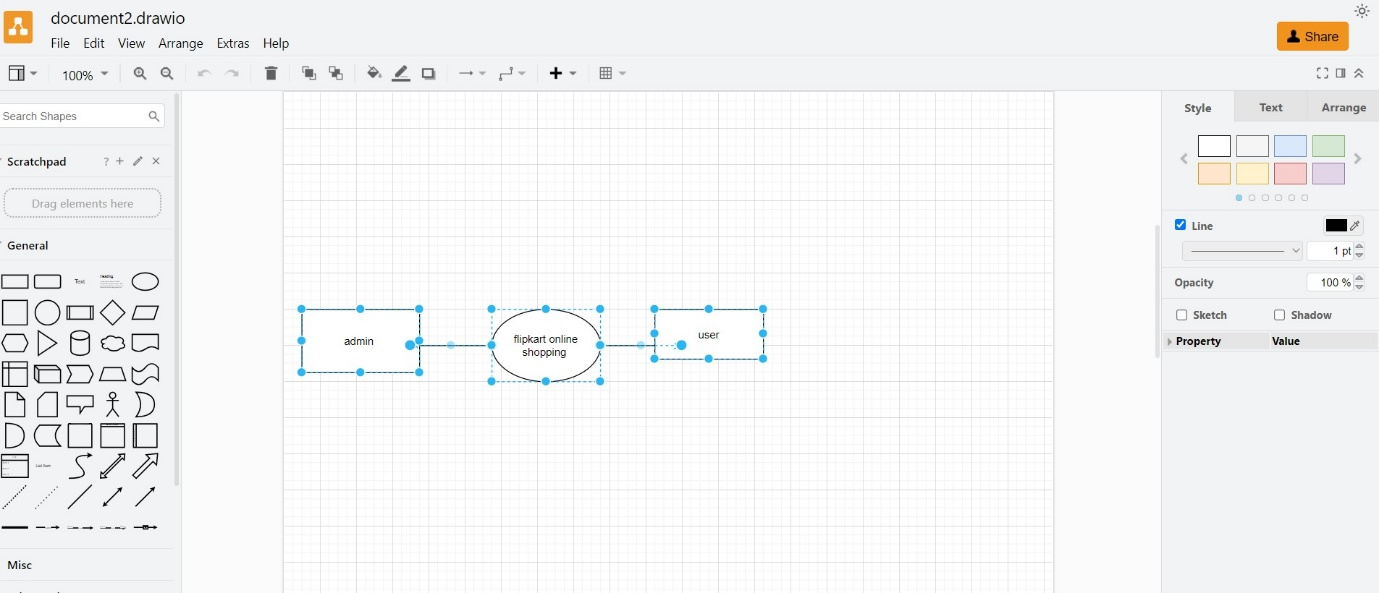 document2.drawio
File Edit View Arrange Extras Help
Share
100%
Search Shapes
Scratchpad ? + ×
Drag elements here
General
Text
Heading
Misc
admin
flipkart online
shopping
user
Style Text Arrange
Line
1 pt
Opacity 100 %
Sketch Shadow
Property Value